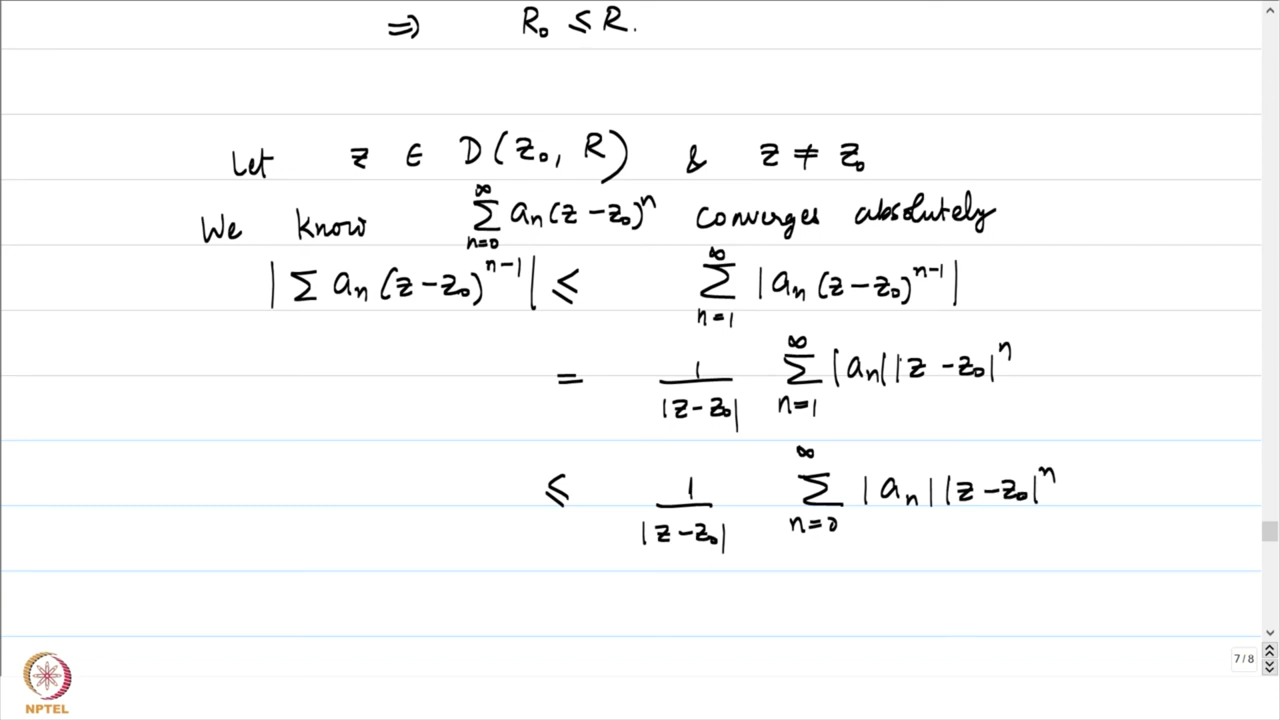 ⇒ R₀ ≤ R.
Let z ∈ D(z₀, R) & z ≠ z₀
We know ∑_{n=0}^{∞} aₙ(z − z₀)ⁿ converges absolutely
|∑ aₙ(z − z₀)ⁿ⁻¹| ≤ ∑_{n=1}^{∞} |aₙ(z − z₀)ⁿ⁻¹|
= 1/|z − z₀| ∑_{n=1}^{∞} |aₙ||z − z₀|ⁿ
≤ 1/|z − z₀| ∑_{n=0}^{∞} |aₙ||z − z₀|ⁿ
7/8
NPTEL